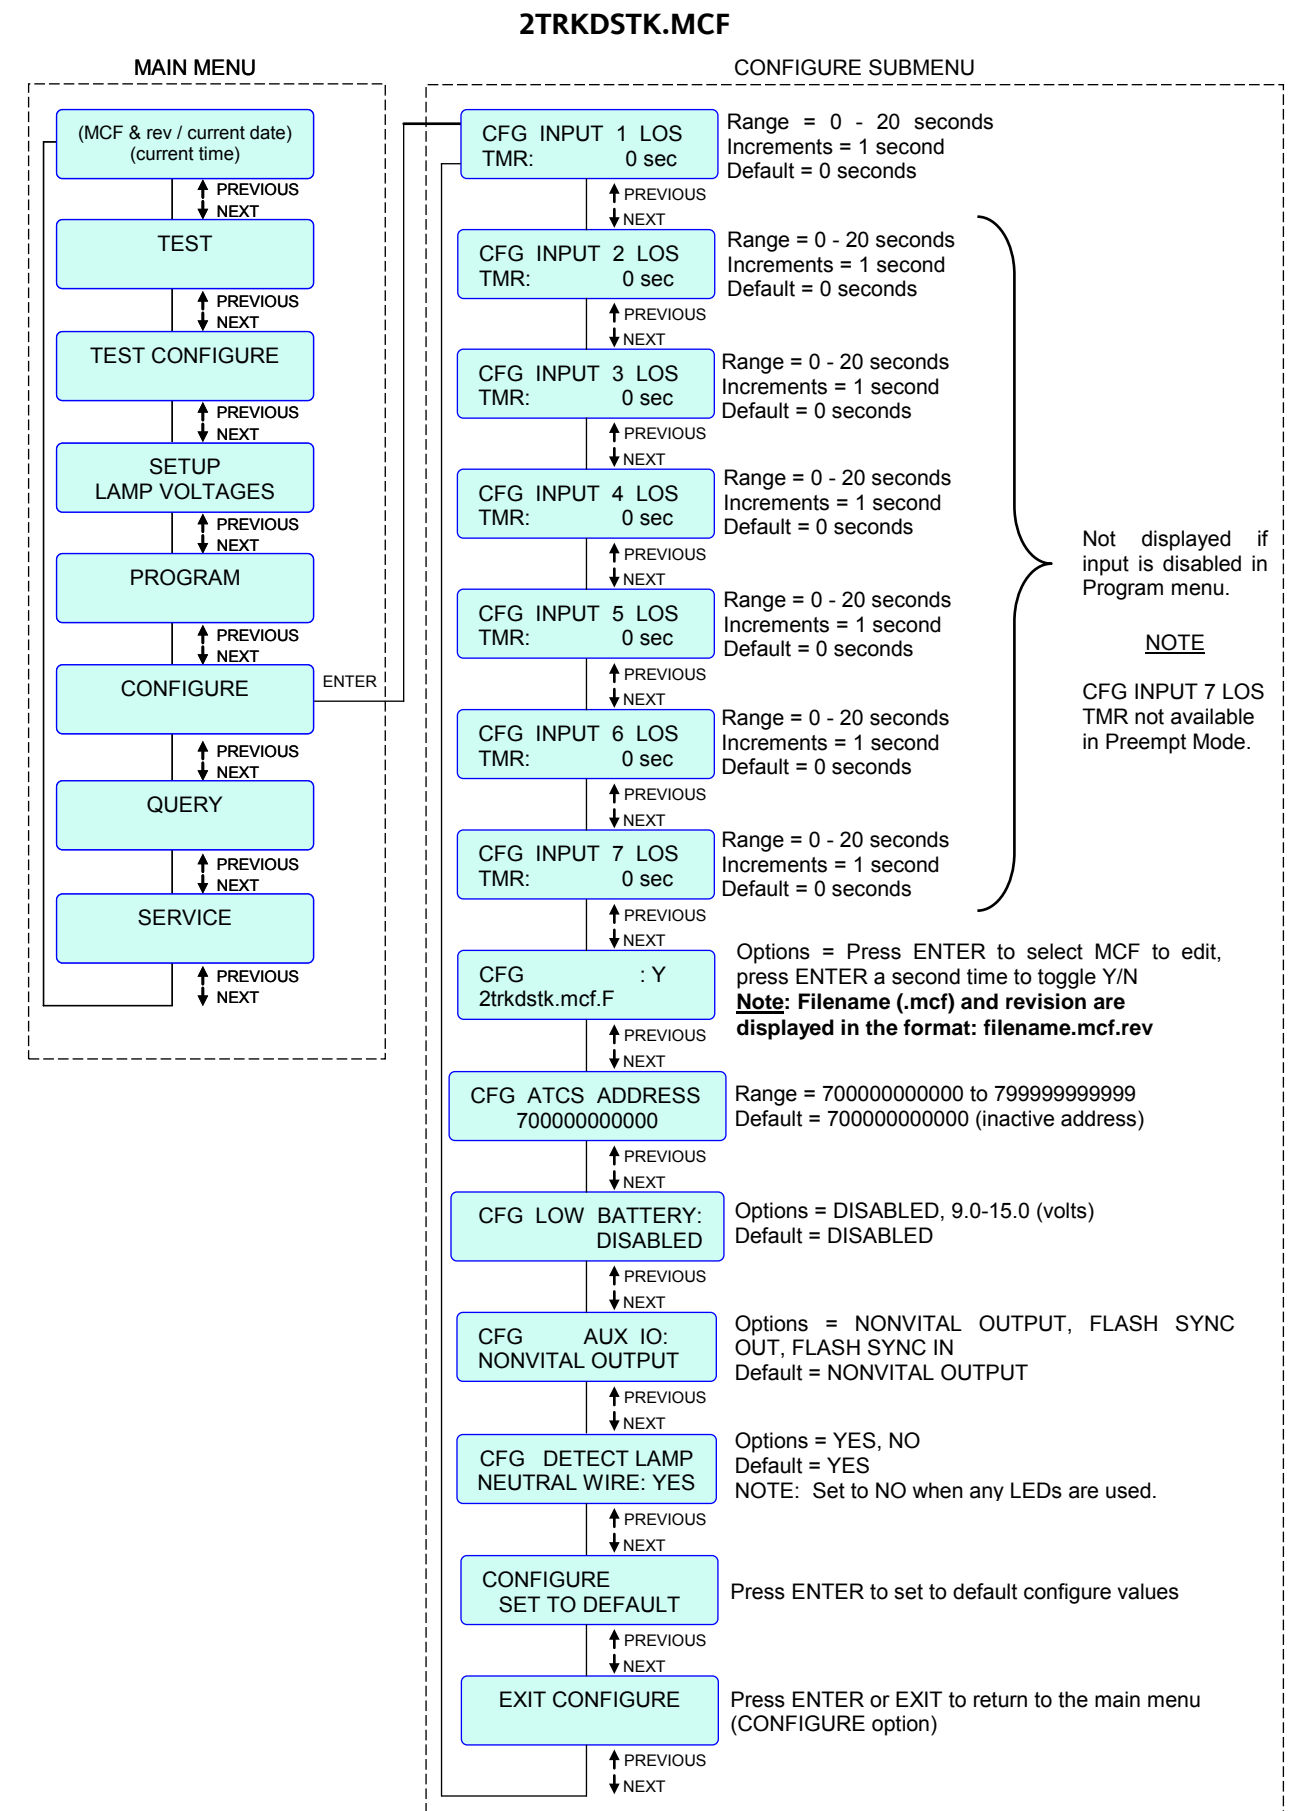 2TRKDSTK.MCF
MAIN MENU
(MCF & rev / current date)
(current time)
PREVIOUS
NEXT
TEST
PREVIOUS
NEXT
TEST CONFIGURE
PREVIOUS
NEXT
SETUP
LAMP VOLTAGES
PREVIOUS
NEXT
PROGRAM
PREVIOUS
NEXT
CONFIGURE
ENTER
PREVIOUS
NEXT
QUERY
PREVIOUS
NEXT
SERVICE
PREVIOUS
NEXT
CONFIGURE SUBMENU
CFG INPUT 1 LOS
TMR: 0 sec
Range = 0 - 20 seconds
Increments = 1 second
Default = 0 seconds
PREVIOUS
NEXT
CFG INPUT 2 LOS
TMR: 0 sec
Range = 0 - 20 seconds
Increments = 1 second
Default = 0 seconds
PREVIOUS
NEXT
CFG INPUT 3 LOS
TMR: 0 sec
Range = 0 - 20 seconds
Increments = 1 second
Default = 0 seconds
PREVIOUS
NEXT
CFG INPUT 4 LOS
TMR: 0 sec
Range = 0 - 20 seconds
Increments = 1 second
Default = 0 seconds
PREVIOUS
NEXT
CFG INPUT 5 LOS
TMR: 0 sec
Range = 0 - 20 seconds
Increments = 1 second
Default = 0 seconds
PREVIOUS
NEXT
CFG INPUT 6 LOS
TMR: 0 sec
Range = 0 - 20 seconds
Increments = 1 second
Default = 0 seconds
PREVIOUS
NEXT
CFG INPUT 7 LOS
TMR: 0 sec
Range = 0 - 20 seconds
Increments = 1 second
Default = 0 seconds
Not displayed if
input is disabled in
Program menu.
NOTE
CFG INPUT 7 LOS
TMR not available
in Preempt Mode.
PREVIOUS
NEXT
CFG : Y
2trkdstk.mcf.F
Options = Press ENTER to select MCF to edit,
press ENTER a second time to toggle Y/N
Note: Filename (.mcf) and revision are
displayed in the format: filename.mcf.rev
PREVIOUS
NEXT
CFG ATCS ADDRESS
700000000000
Range = 700000000000 to 799999999999
Default = 700000000000 (inactive address)
PREVIOUS
NEXT
CFG LOW BATTERY:
DISABLED
Options = DISABLED, 9.0-15.0 (volts)
Default = DISABLED
PREVIOUS
NEXT
CFG AUX IO:
NONVITAL OUTPUT
Options = NONVITAL OUTPUT, FLASH SYNC
OUT, FLASH SYNC IN
Default = NONVITAL OUTPUT
PREVIOUS
NEXT
CFG DETECT LAMP
NEUTRAL WIRE: YES
Options = YES, NO
Default = YES
NOTE: Set to NO when any LEDs are used.
PREVIOUS
NEXT
CONFIGURE
SET TO DEFAULT
Press ENTER to set to default configure values
PREVIOUS
NEXT
EXIT CONFIGURE
Press ENTER or EXIT to return to the main menu
(CONFIGURE option)
PREVIOUS
NEXT